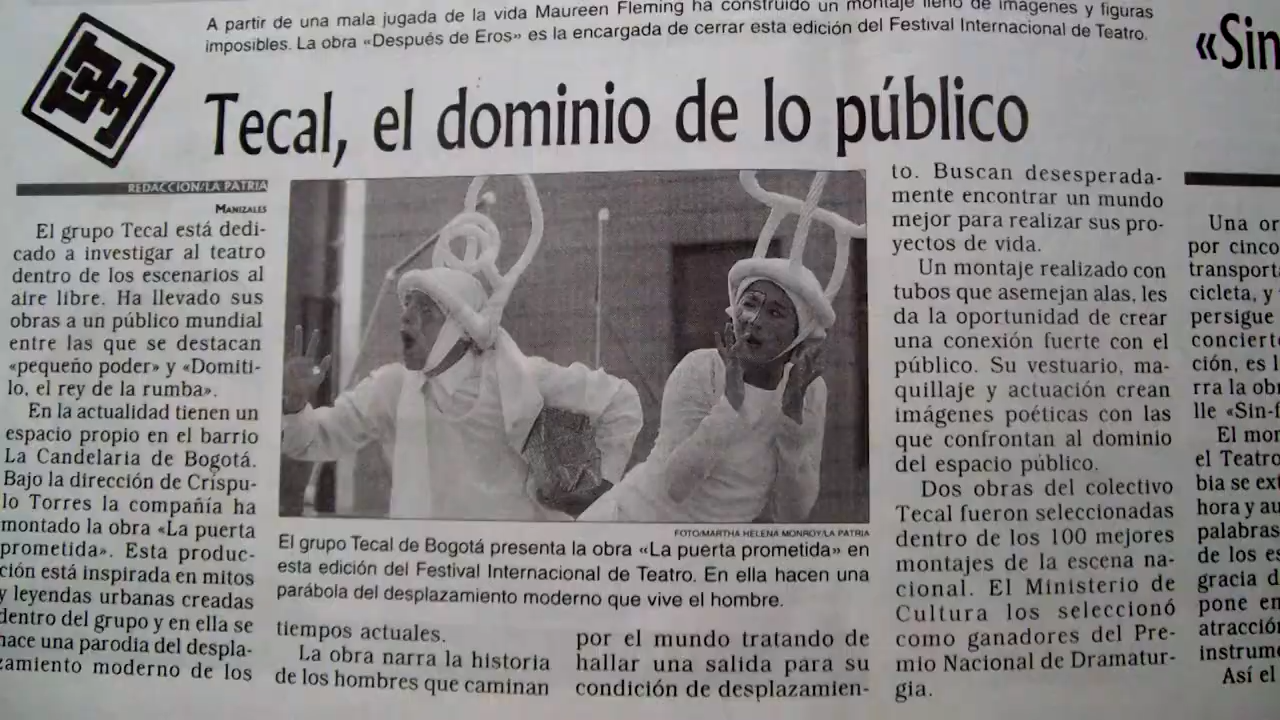 A partir de una mala jugada de la vida Maureen Fleming ha construido un montaje lleno de imágenes y figuras
imposibles. La obra «Después de Eros» es la encargada de cerrar esta edición del Festival Internacional de Teatro.
Tecal, el dominio de lo público
REDACCION/LA PATRIA
MANIZALES
El grupo Tecal está dedi-
cado a investigar al teatro
dentro de los escenarios al
aire libre. Ha llevado sus
obras a un público mundial
entre las que se destacan
«pequeño poder» y «Domiti-
lo, el rey de la rumba».
En la actualidad tienen un
espacio propio en el barrio
La Candelaria de Bogotá.
Bajo la dirección de Críspu-
lo Torres la compañía ha
montado la obra «La puerta
prometida». Esta produc-
ción está inspirada en mitos
y leyendas urbanas creadas
dentro del grupo y en ella se
hace una parodia del despla-
zamiento moderno de los
FOTO/MARTHA HELENA MONROY/LA PATRIA
El grupo Tecal de Bogotá presenta la obra «La puerta prometida» en
esta edición del Festival Internacional de Teatro. En ella hacen una
parábola del desplazamiento moderno que vive el hombre.
tiempos actuales.
La obra narra la historia
de los hombres que caminan
por el mundo tratando de
hallar una salida para su
condición de desplazamien-
to. Buscan desesperada-
mente encontrar un mundo
mejor para realizar sus pro-
yectos de vida.
Un montaje realizado con
tubos que asemejan alas, les
da la oportunidad de crear
una conexión fuerte con el
público. Su vestuario, ma-
quillaje y actuación crean
imágenes poéticas con las
que confrontan al dominio
del espacio público.
Dos obras del colectivo
Tecal fueron seleccionadas
dentro de los 100 mejores
montajes de la escena na-
cional. El Ministerio de
Cultura los seleccionó
como ganadores del Pre-
mio Nacional de Dramatur-
gia.
«Sin
Una or
por cinco
transporta
cicleta, y
persigue
concierto
ción, es l
rra la obr
lle «Sin-f
El mon
el Teatro
bia se ext
hora y au
palabras
de los es
gracia d
pone en
atracción
instrume
Así el